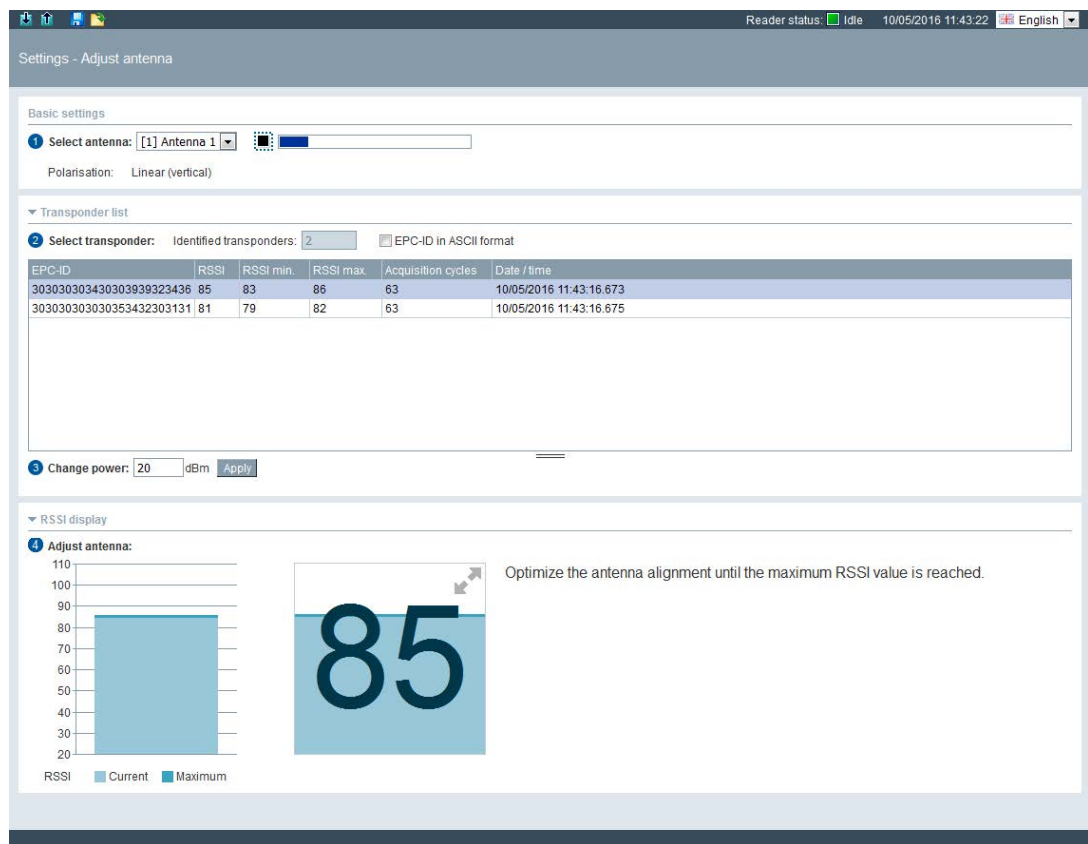 Reader status: Idle 10/05/2016 11:43:22 English
Settings - Adjust antenna
Basic settings
1 Select antenna: [1] Antenna 1
Polarisation: Linear (vertical)
Transponder list
2 Select transponder: Identified transponders: 2 EPC-ID in ASCII format
EPC-ID RSSI RSSI min. RSSI max. Acquisition cycles Date / time
303030303430303939323436 85 83 86 63 10/05/2016 11:43:16.673
303030303030353432303131 81 79 82 63 10/05/2016 11:43:16.675
3 Change power: 20 dBm Apply
RSSI display
4 Adjust antenna:
110
100
90
80
70
60
50
40
30
20
RSSI Current Maximum
85
Optimize the antenna alignment until the maximum RSSI value is reached.